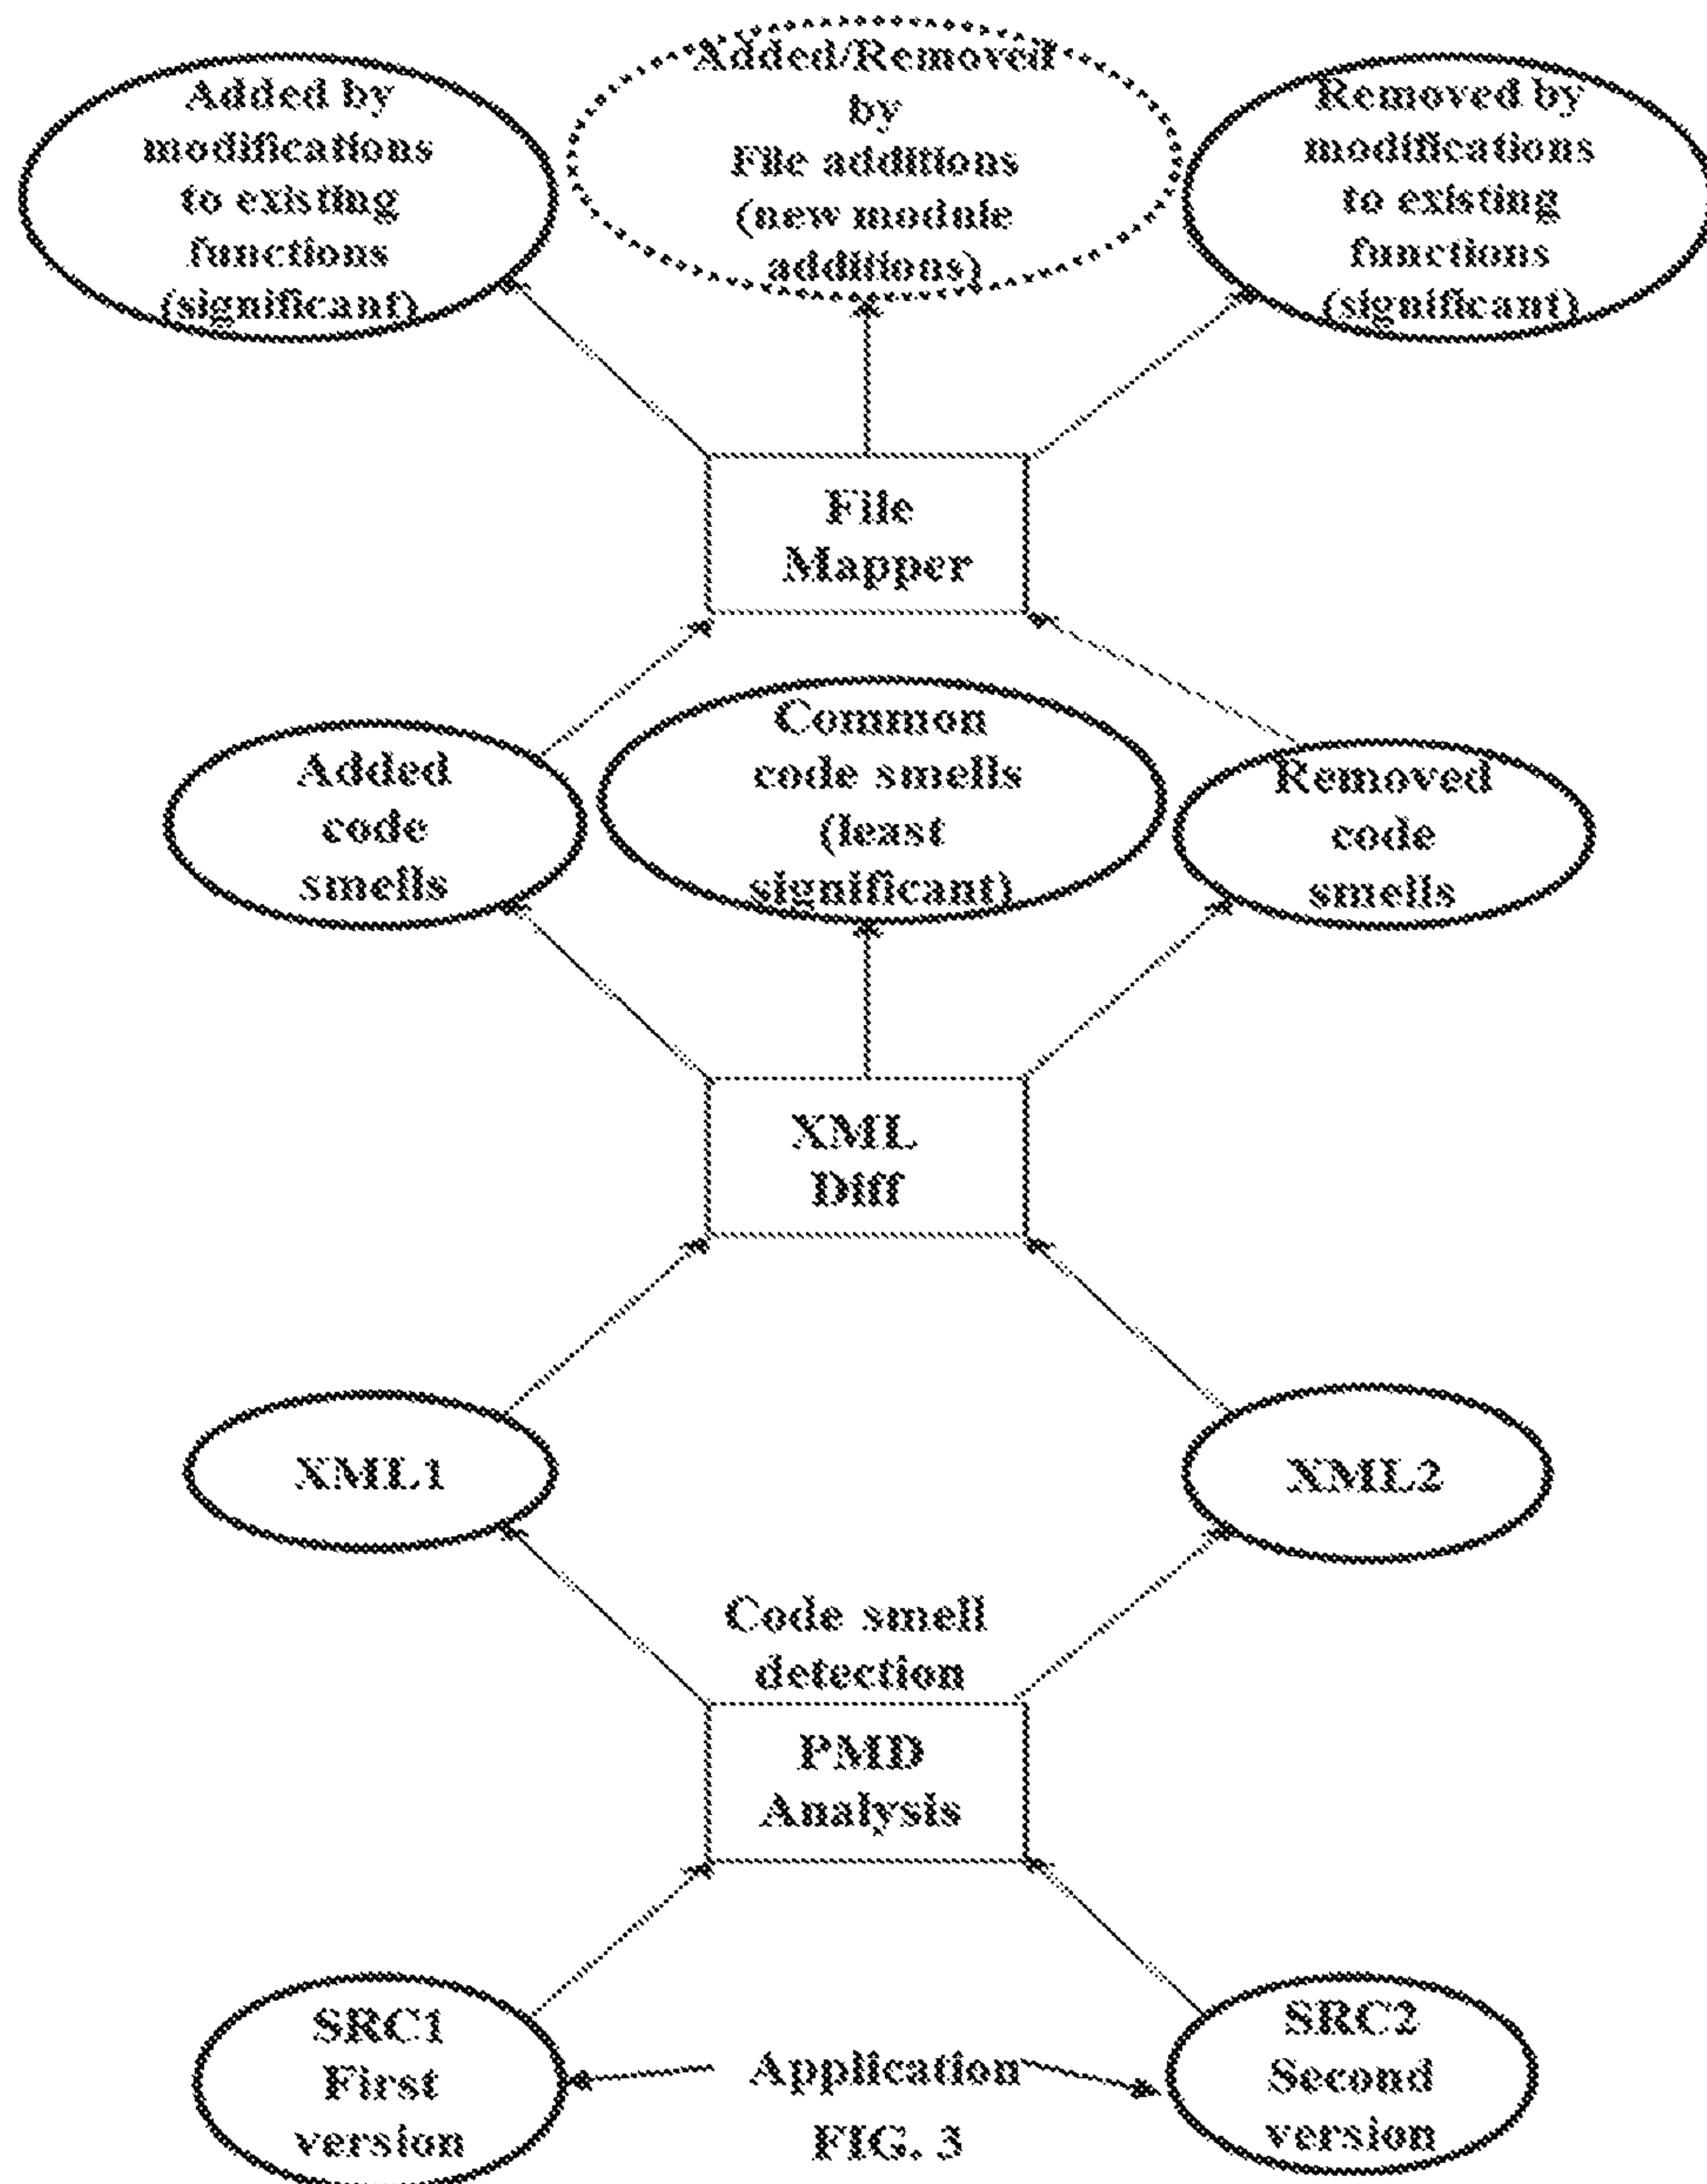 Added by
modifications
to existing
functions
(significant)
Added/Removed
by
File additions
(new module
additions)
Removed by
modifications
to existing
functions
(significant)
File
Mapper
Added
code
smells
Common
code smells
(least
significant)
Removed
code
smells
XML
Diff
XML1
XML2
Code smell
detection
PMD
Analysis
SRC1
First
version
Application
SRC2
Second
version
FIG. 3